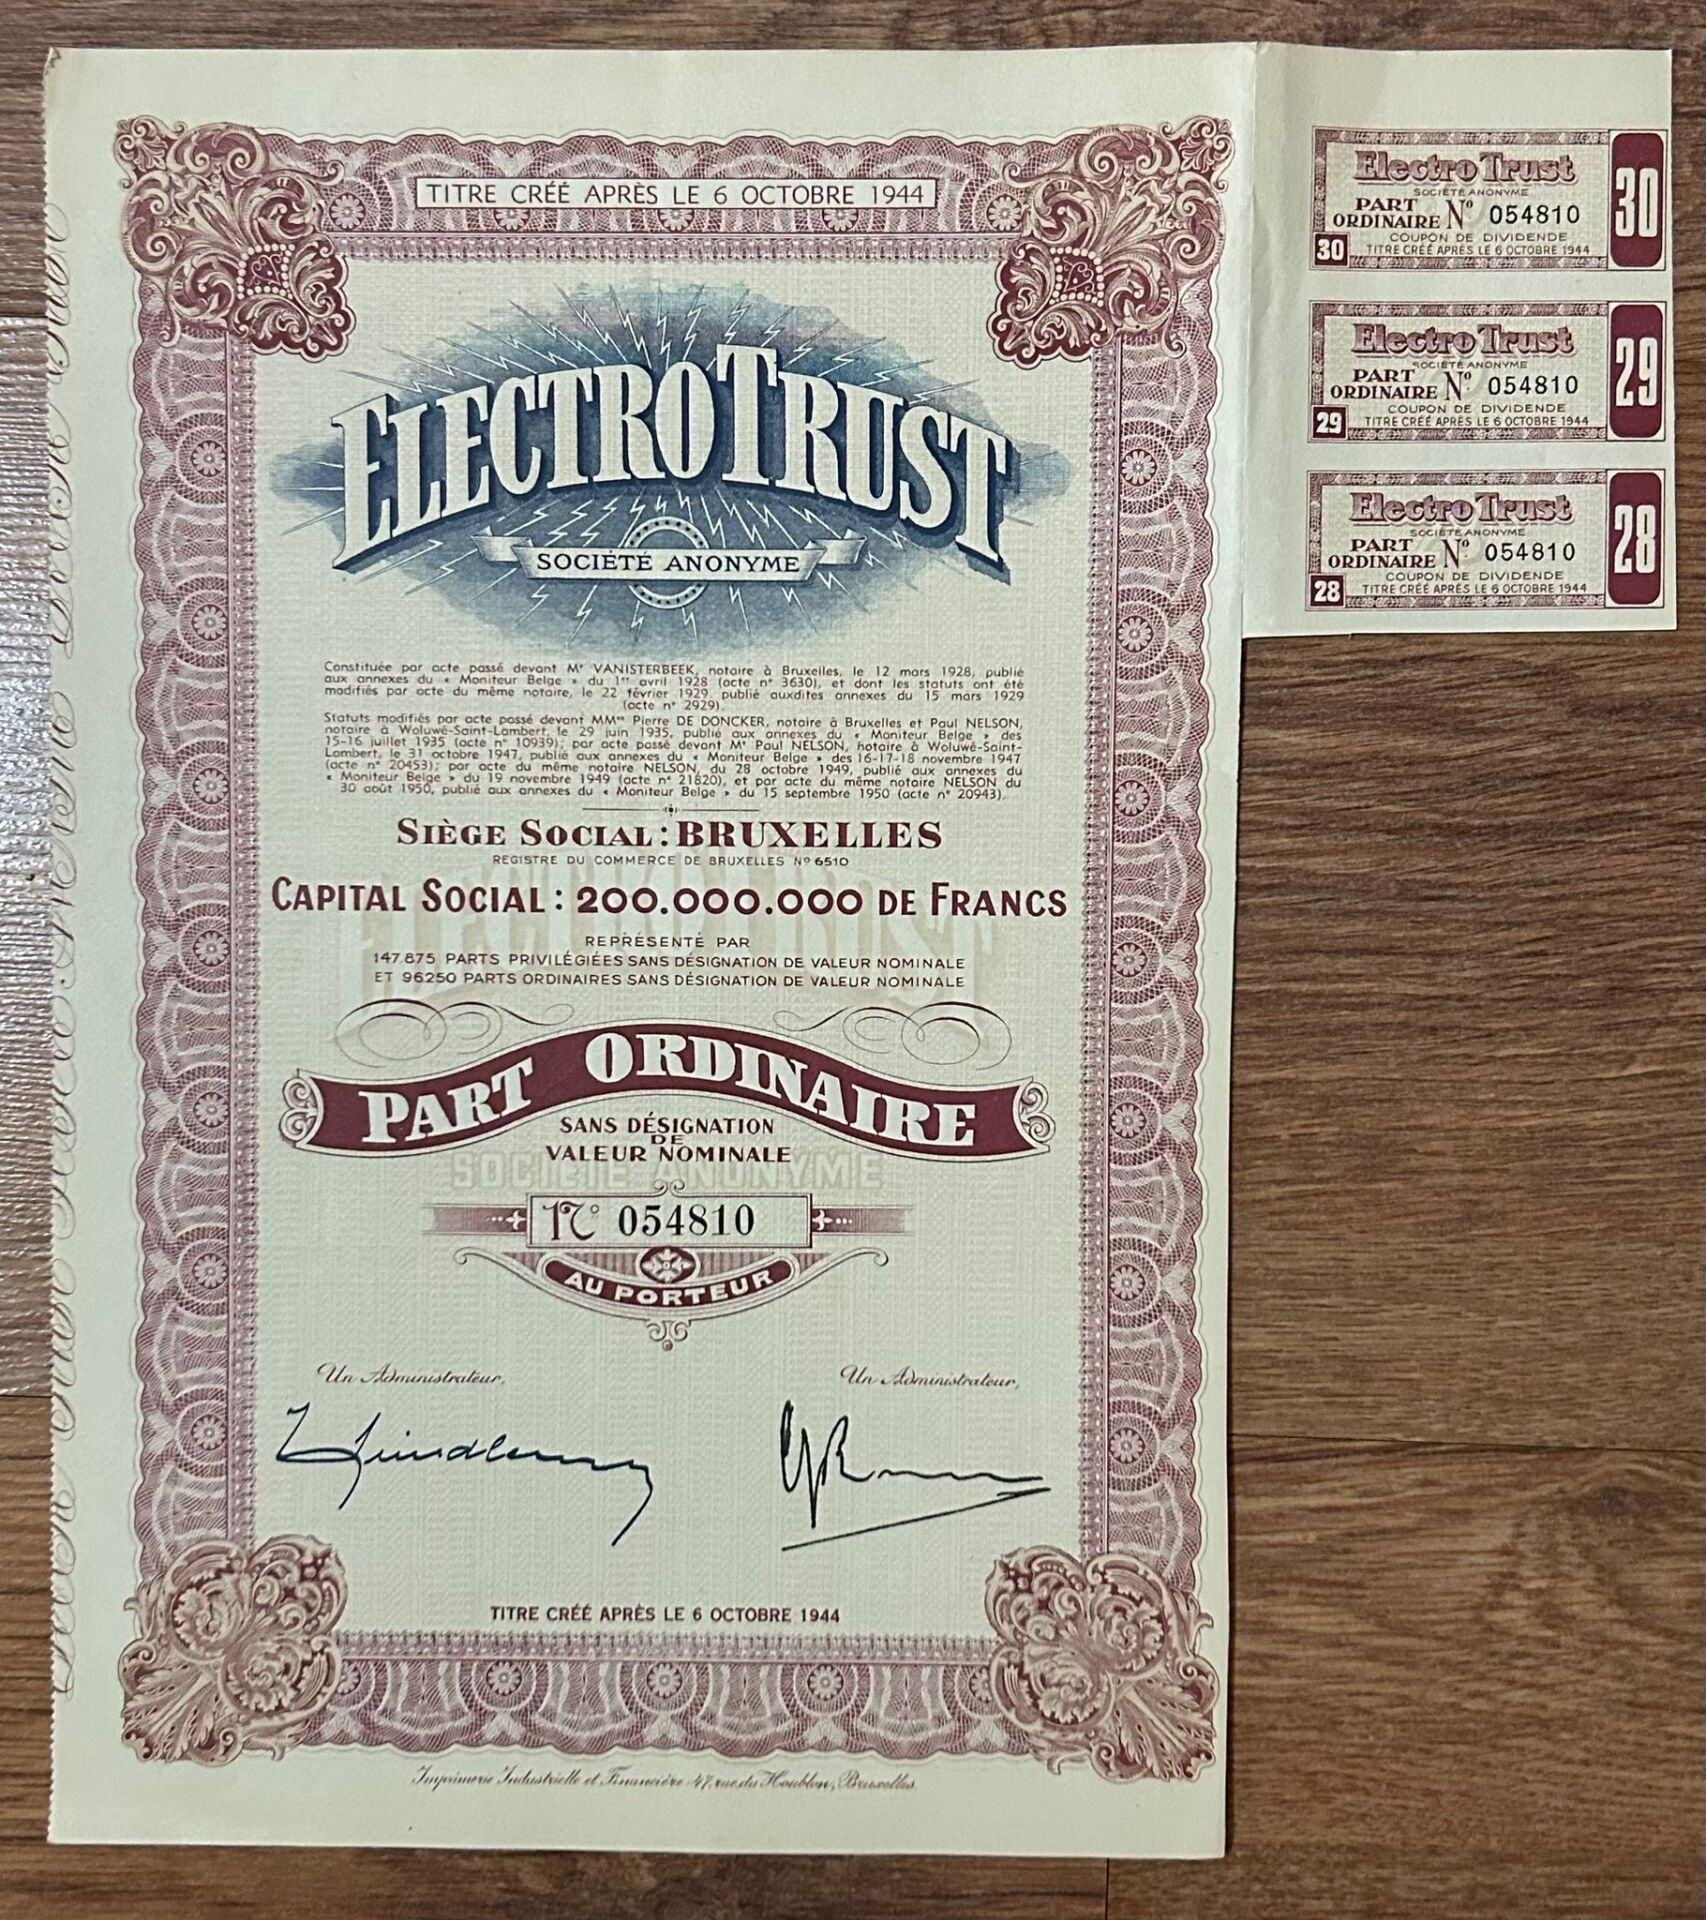 TITRE CRÉÉ APRÈS LE 6 OCTOBRE 1944
ELECTRO TRUST
SOCIÉTÉ ANONYME
Constituée par acte passé devant Me VANISTERBEEK, notaire à Bruxelles, le 12 mars 1928, publié
aux annexes du « Moniteur Belge » du 1er avril 1928 (acte n° 3630), et dont les statuts ont été
modifiés par acte du même notaire, le 22 février 1929, publié auxdites annexes du 15 mars 1929
(acte n° 2929).
Statuts modifiés par acte passé devant MMes Pierre DE DONCKER, notaire à Bruxelles et Paul NELSON,
notaire à Woluwé-Saint-Lambert, le 29 juin 1935, publié aux annexes du « Moniteur Belge » des
15-16 juillet 1935 (acte n° 10939); par acte passé devant Me Paul NELSON, notaire à Woluwé-Saint-
Lambert, le 31 octobre 1947, publié aux annexes du « Moniteur Belge » des 16-17-18 novembre 1947
(acte n° 20453); par acte du même notaire NELSON, du 28 octobre 1949, publié aux annexes du
« Moniteur Belge » du 19 novembre 1949 (acte n° 21820), et par acte du même notaire NELSON du
30 août 1950, publié aux annexes du « Moniteur Belge » du 15 septembre 1950 (acte n° 20943).
SIÈGE SOCIAL : BRUXELLES
REGISTRE DU COMMERCE DE BRUXELLES No 6510
CAPITAL SOCIAL : 200.000.000 DE FRANCS
REPRÉSENTÉ PAR
147.875 PARTS PRIVILÉGIÉES SANS DÉSIGNATION DE VALEUR NOMINALE
ET 96250 PARTS ORDINAIRES SANS DÉSIGNATION DE VALEUR NOMINALE
PART ORDINAIRE
SANS DÉSIGNATION
DE
VALEUR NOMINALE
SOCIÉTÉ ANONYME
N° 054810
AU PORTEUR
Un Administrateur, Un Administrateur,
TITRE CRÉÉ APRÈS LE 6 OCTOBRE 1944
Imprimerie Industrielle et Financière 47, rue du Houblon, Bruxelles.
Electro Trust
SOCIÉTÉ ANONYME
PART
ORDINAIRE No 054810
COUPON DE DIVIDENDE
30 TITRE CRÉÉ APRÈS LE 6 OCTOBRE 1944
30
Electro Trust
SOCIÉTÉ ANONYME
PART
ORDINAIRE No 054810
COUPON DE DIVIDENDE
29 TITRE CRÉÉ APRÈS LE 6 OCTOBRE 1944
29
Electro Trust
SOCIÉTÉ ANONYME
PART
ORDINAIRE No 054810
COUPON DE DIVIDENDE
28 TITRE CRÉÉ APRÈS LE 6 OCTOBRE 1944
28